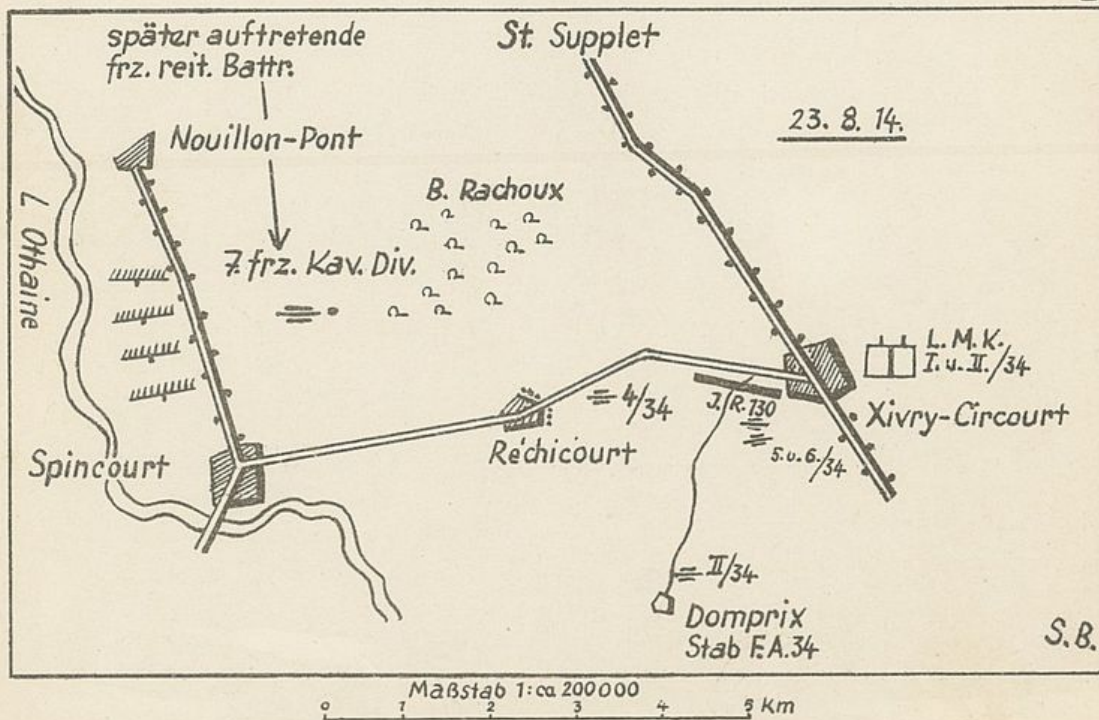 später auftretende
frz. reit. Battr.
St. Supplet
23. 8. 14.
Nouillon-Pont
B. Rachoux
L Othaine
7. frz. Kav. Div.
L. M. K.
I. u. II./34
4/34
J. R. 130
Xivry-Circourt
Spincourt
Réchicourt
5. u. 6./34
II/34
Domprix
Stab F.A.34
S. B.
Maßstab 1: ca 200000
0 1 2 3 4 5 Km